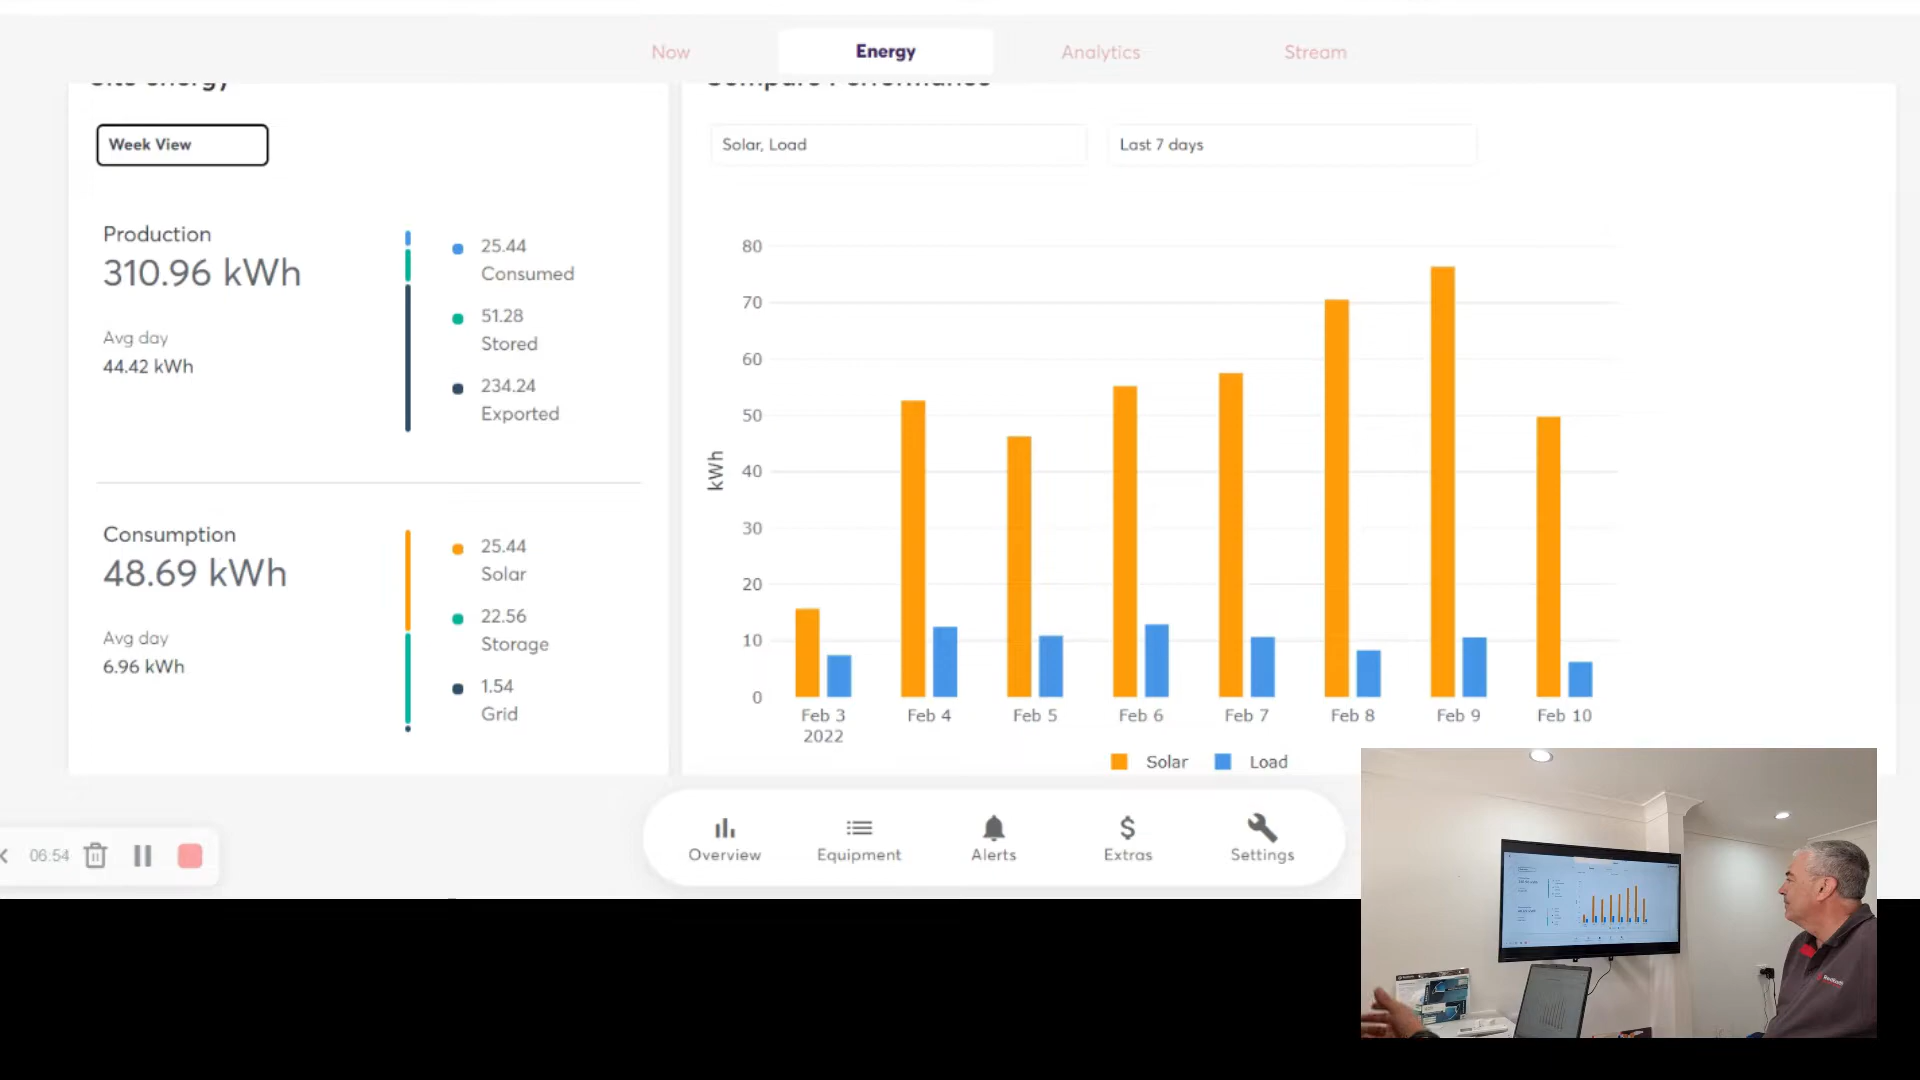 Now
Energy
Analytics
Stream
Site energy
Compare Performance
Week View
Solar, Load
Last 7 days
Production
310.96 kWh
Avg day
44.42 kWh
25.44
Consumed
51.28
Stored
234.24
Exported
Consumption
48.69 kWh
Avg day
6.96 kWh
25.44
Solar
22.56
Storage
1.54
Grid
kWh
80
70
60
50
40
30
20
10
0
Feb 3
2022
Feb 4
Feb 5
Feb 6
Feb 7
Feb 8
Feb 9
Feb 10
Solar
Load
06:54
Overview
Equipment
Alerts
Extras
Settings